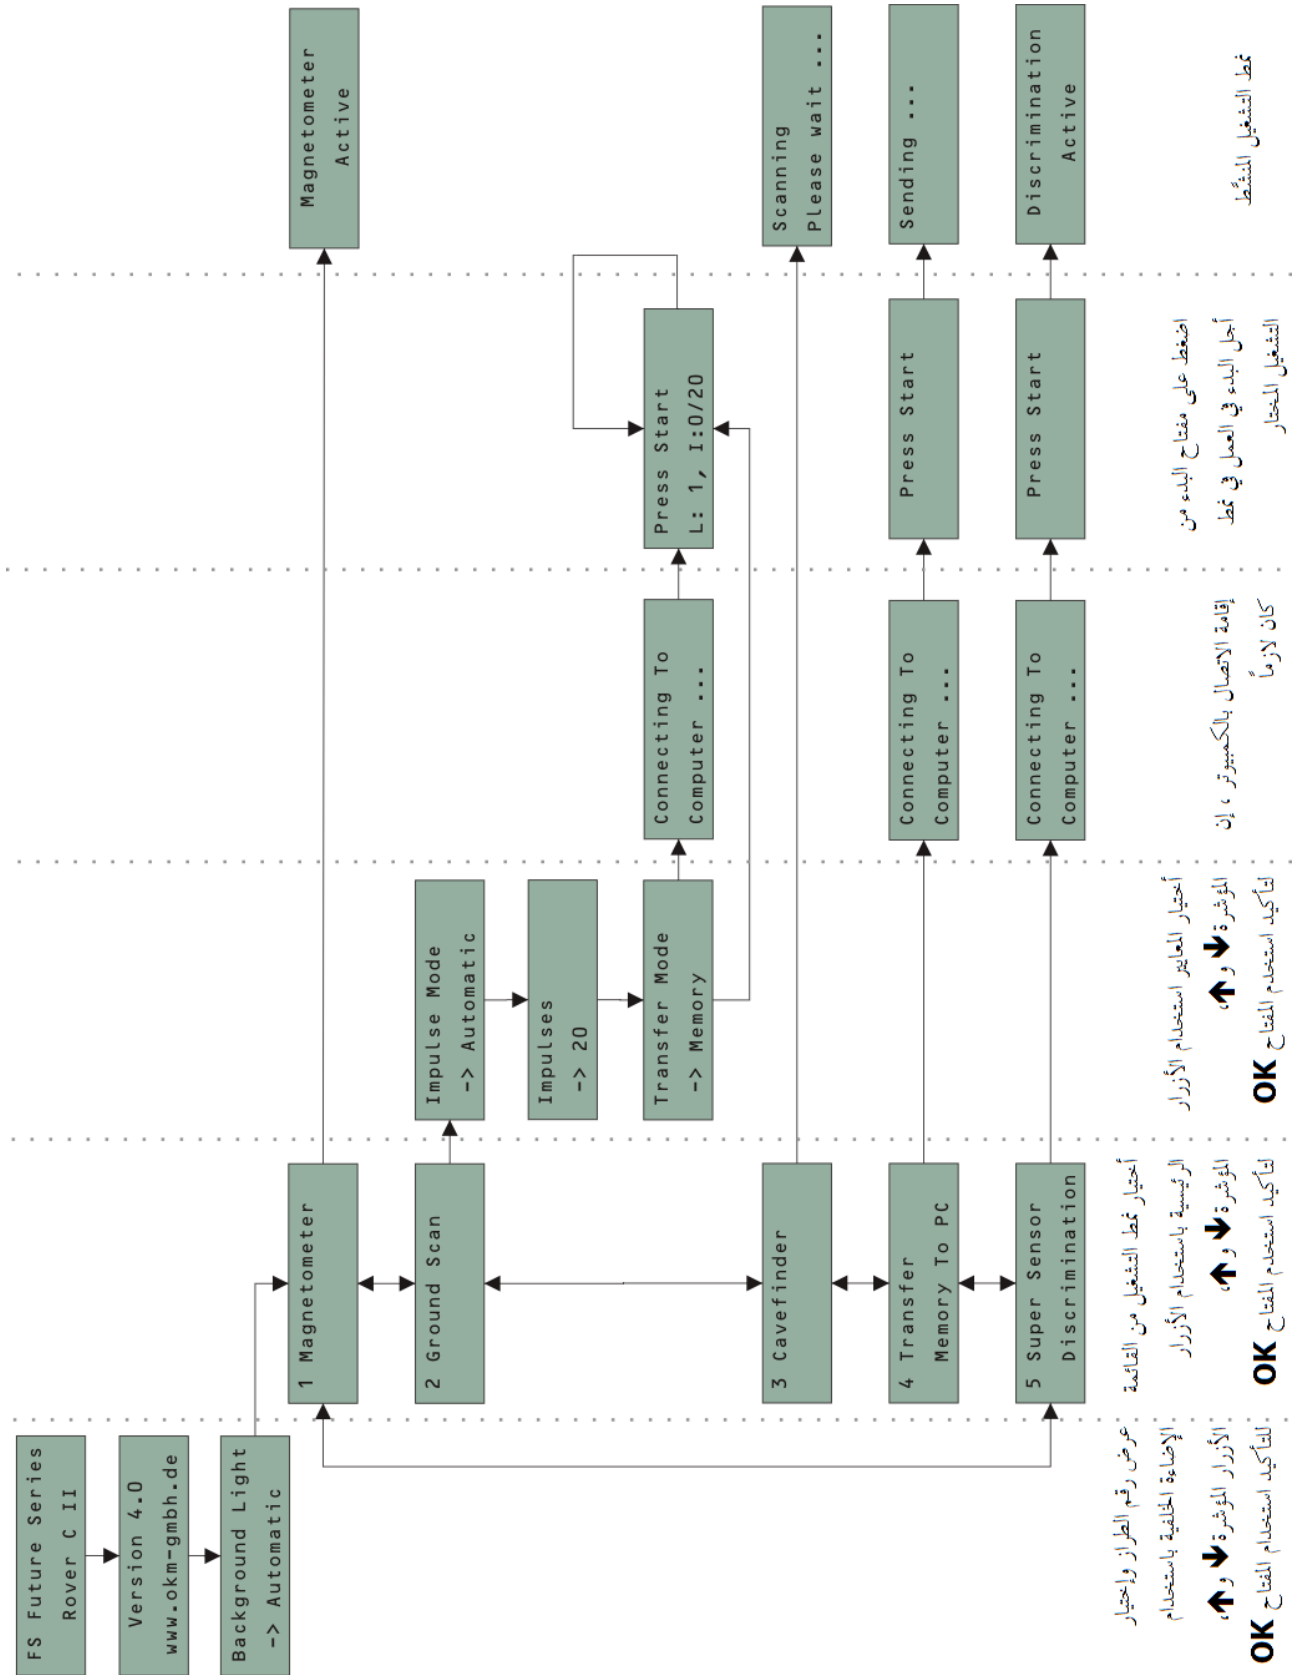 FS Future Series
Rover C II
Version 4.0
www.okm-gmbh.de
Background Light
-> Automatic
عرض رقم الطراز واختيار
الإضاءة الخلفية باستخدام
الأزرار المؤشرة 🡻 و 🡹،
للتأكيد استخدام المفتاح OK
1 Magnetometer
2 Ground Scan
3 Cavefinder
4 Transfer
Memory To PC
5 Super Sensor
Discrimination
أختيار نمط التشغيل من القائمة
الرئيسية باستخدام الأزرار
المؤشرة 🡻 و 🡹،
لتأكيد استخدم المفتاح OK
Impulse Mode
-> Automatic
Impulses
-> 20
Transfer Mode
-> Memory
أختيار المعايير استخدام الأزرار
المؤشرة 🡻 و 🡹،
لتأكيد استخدم المفتاح OK
Connecting To
Computer ...
Connecting To
Computer ...
Connecting To
Computer ...
إقامة الاتصال بالكمبيوتر ، إن
كان لازماً
Press Start
L: 1, I:0/20
Press Start
Press Start
اضغط على مفتاح البدء من
أجل البدء في العمل في نمط
التشغيل المختار
Magnetometer
Active
Scanning
Please wait ...
Sending ...
Discrimination
Active
نمط التشغيل المنشَّط